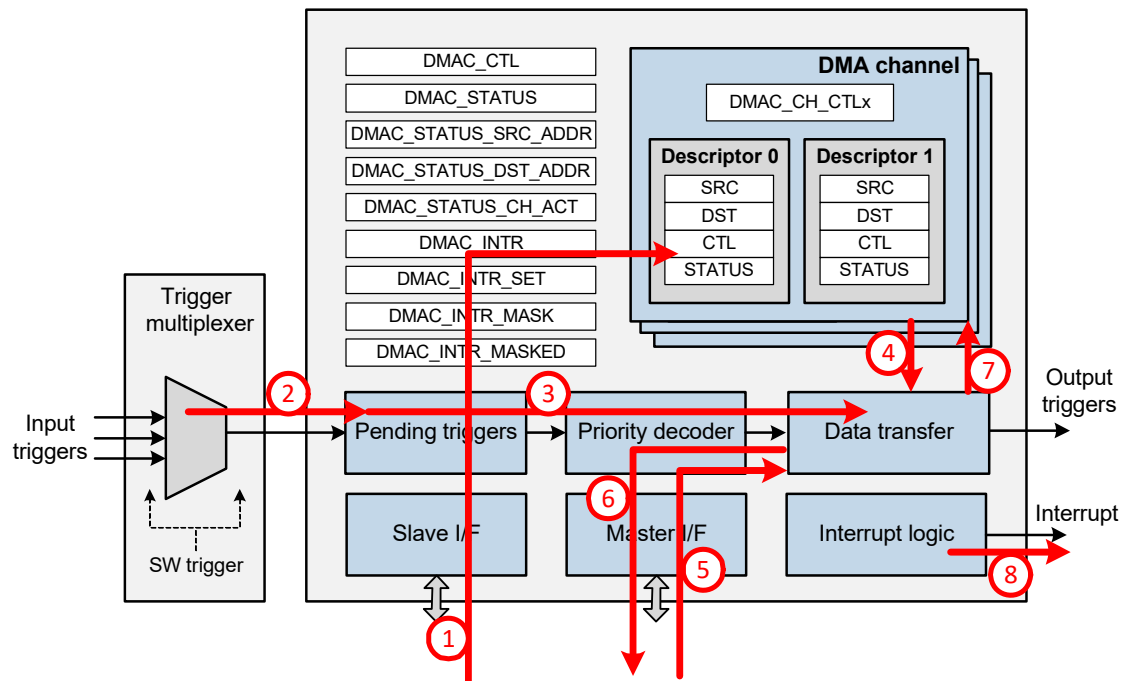 DMAC_CTL
DMAC_STATUS
DMAC_STATUS_SRC_ADDR
DMAC_STATUS_DST_ADDR
DMAC_STATUS_CH_ACT
DMAC_INTR
DMAC_INTR_SET
DMAC_INTR_MASK
DMAC_INTR_MASKED
DMA channel
DMAC_CH_CTLx
Descriptor 0
SRC
DST
CTL
STATUS
Descriptor 1
SRC
DST
CTL
STATUS
Trigger
multiplexer
Input
triggers
SW trigger
2
3
4
7
Pending triggers
Priority decoder
Data transfer
Output
triggers
6
Slave I/F
Master I/F
Interrupt logic
Interrupt
5
8
1